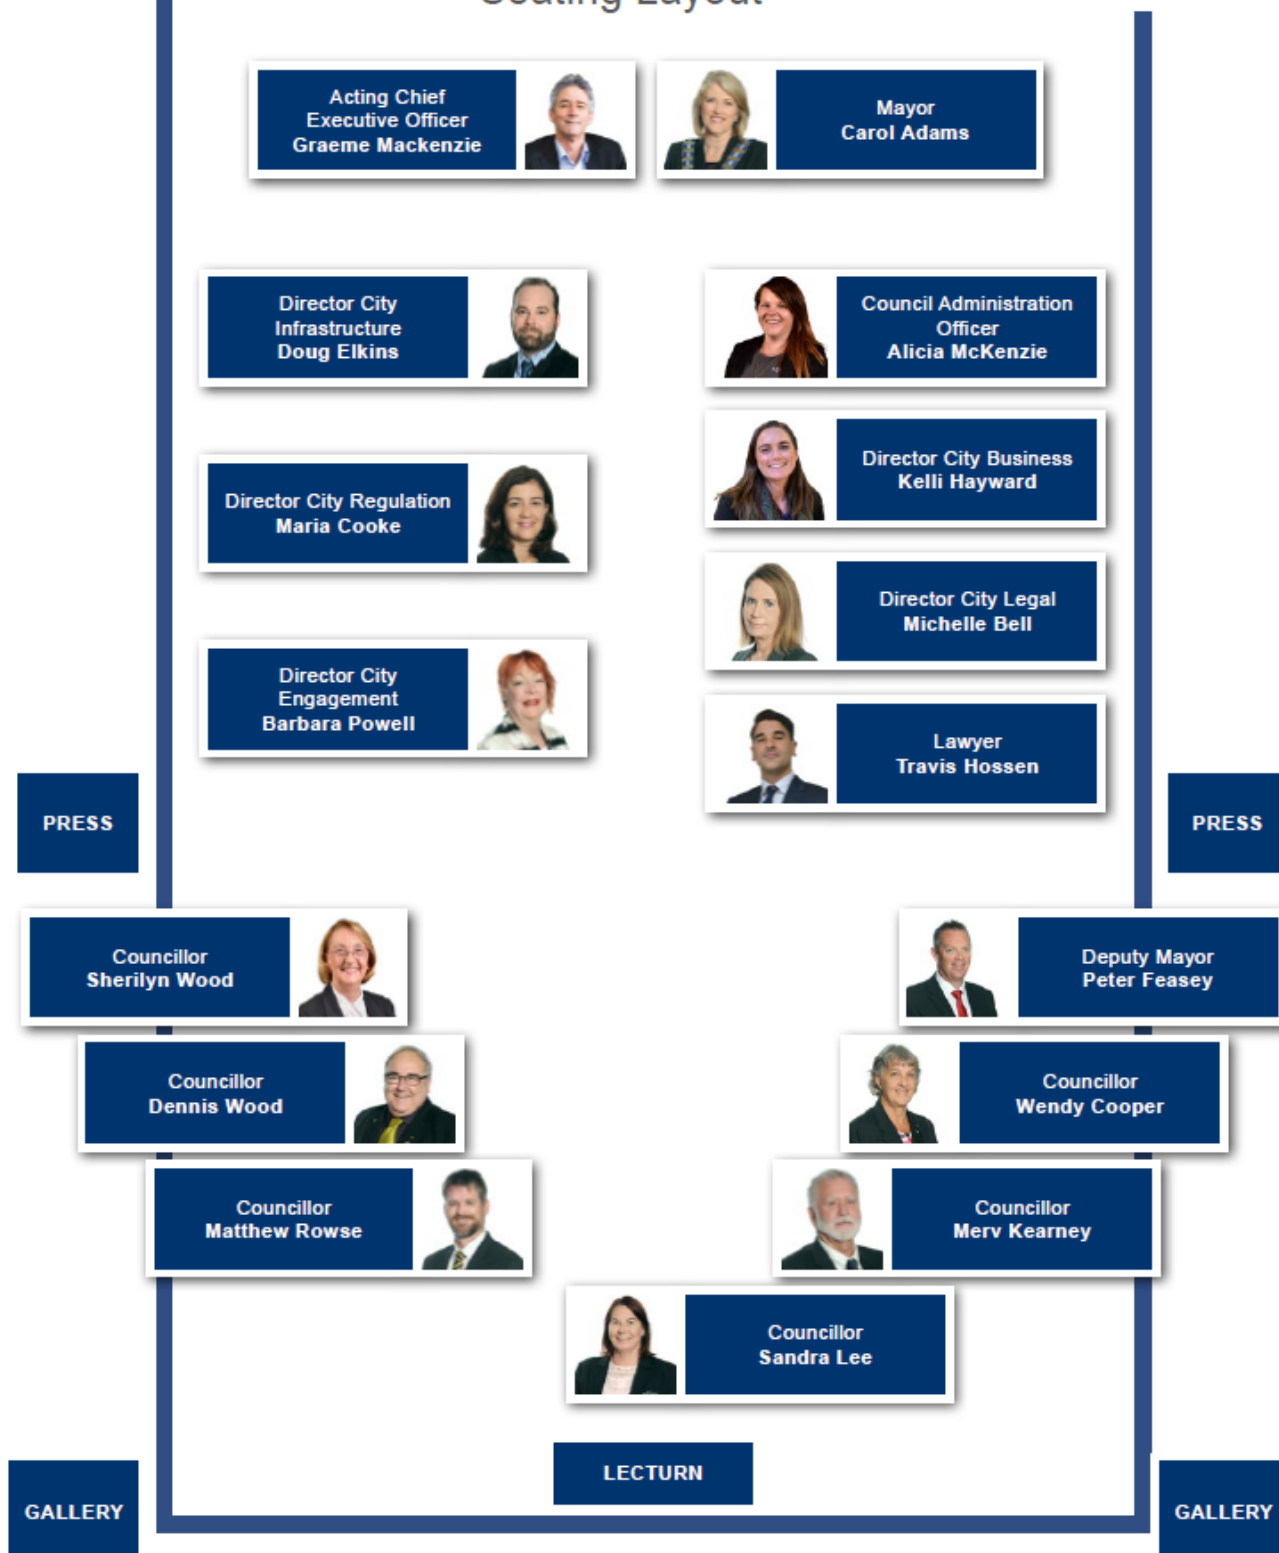 Seating Layout
Acting Chief
Executive Officer
Graeme Mackenzie
Mayor
Carol Adams
Director City
Infrastructure
Doug Elkins
Council Administration
Officer
Alicia McKenzie
Director City Business
Kelli Hayward
Director City Regulation
Maria Cooke
Director City Legal
Michelle Bell
Director City
Engagement
Barbara Powell
Lawyer
Travis Hossen
PRESS
PRESS
Councillor
Sherilyn Wood
Deputy Mayor
Peter Feasey
Councillor
Dennis Wood
Councillor
Wendy Cooper
Councillor
Matthew Rowse
Councillor
Merv Kearney
Councillor
Sandra Lee
LECTURN
GALLERY
GALLERY